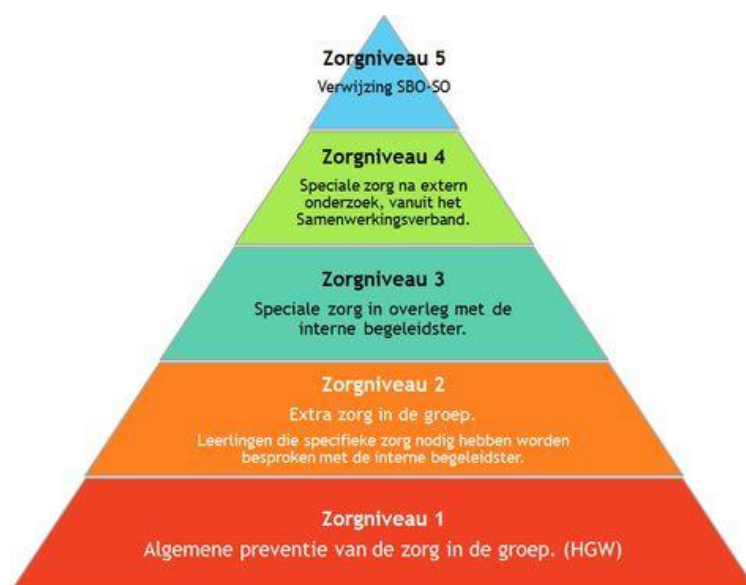 Zorgniveau 5
Verwijzing SBO-SO
Zorgniveau 4
Speciale zorg na extern
onderzoek, vanuit het
Samenwerkingsverband.
Zorgniveau 3
Speciale zorg in overleg met de
interne begeleidster.
Zorgniveau 2
Extra zorg in de groep.
Leerlingen die specifieke zorg nodig hebben worden
besproken met de interne begeleidster.
Zorgniveau 1
Algemene preventie van de zorg in de groep. (HGW)